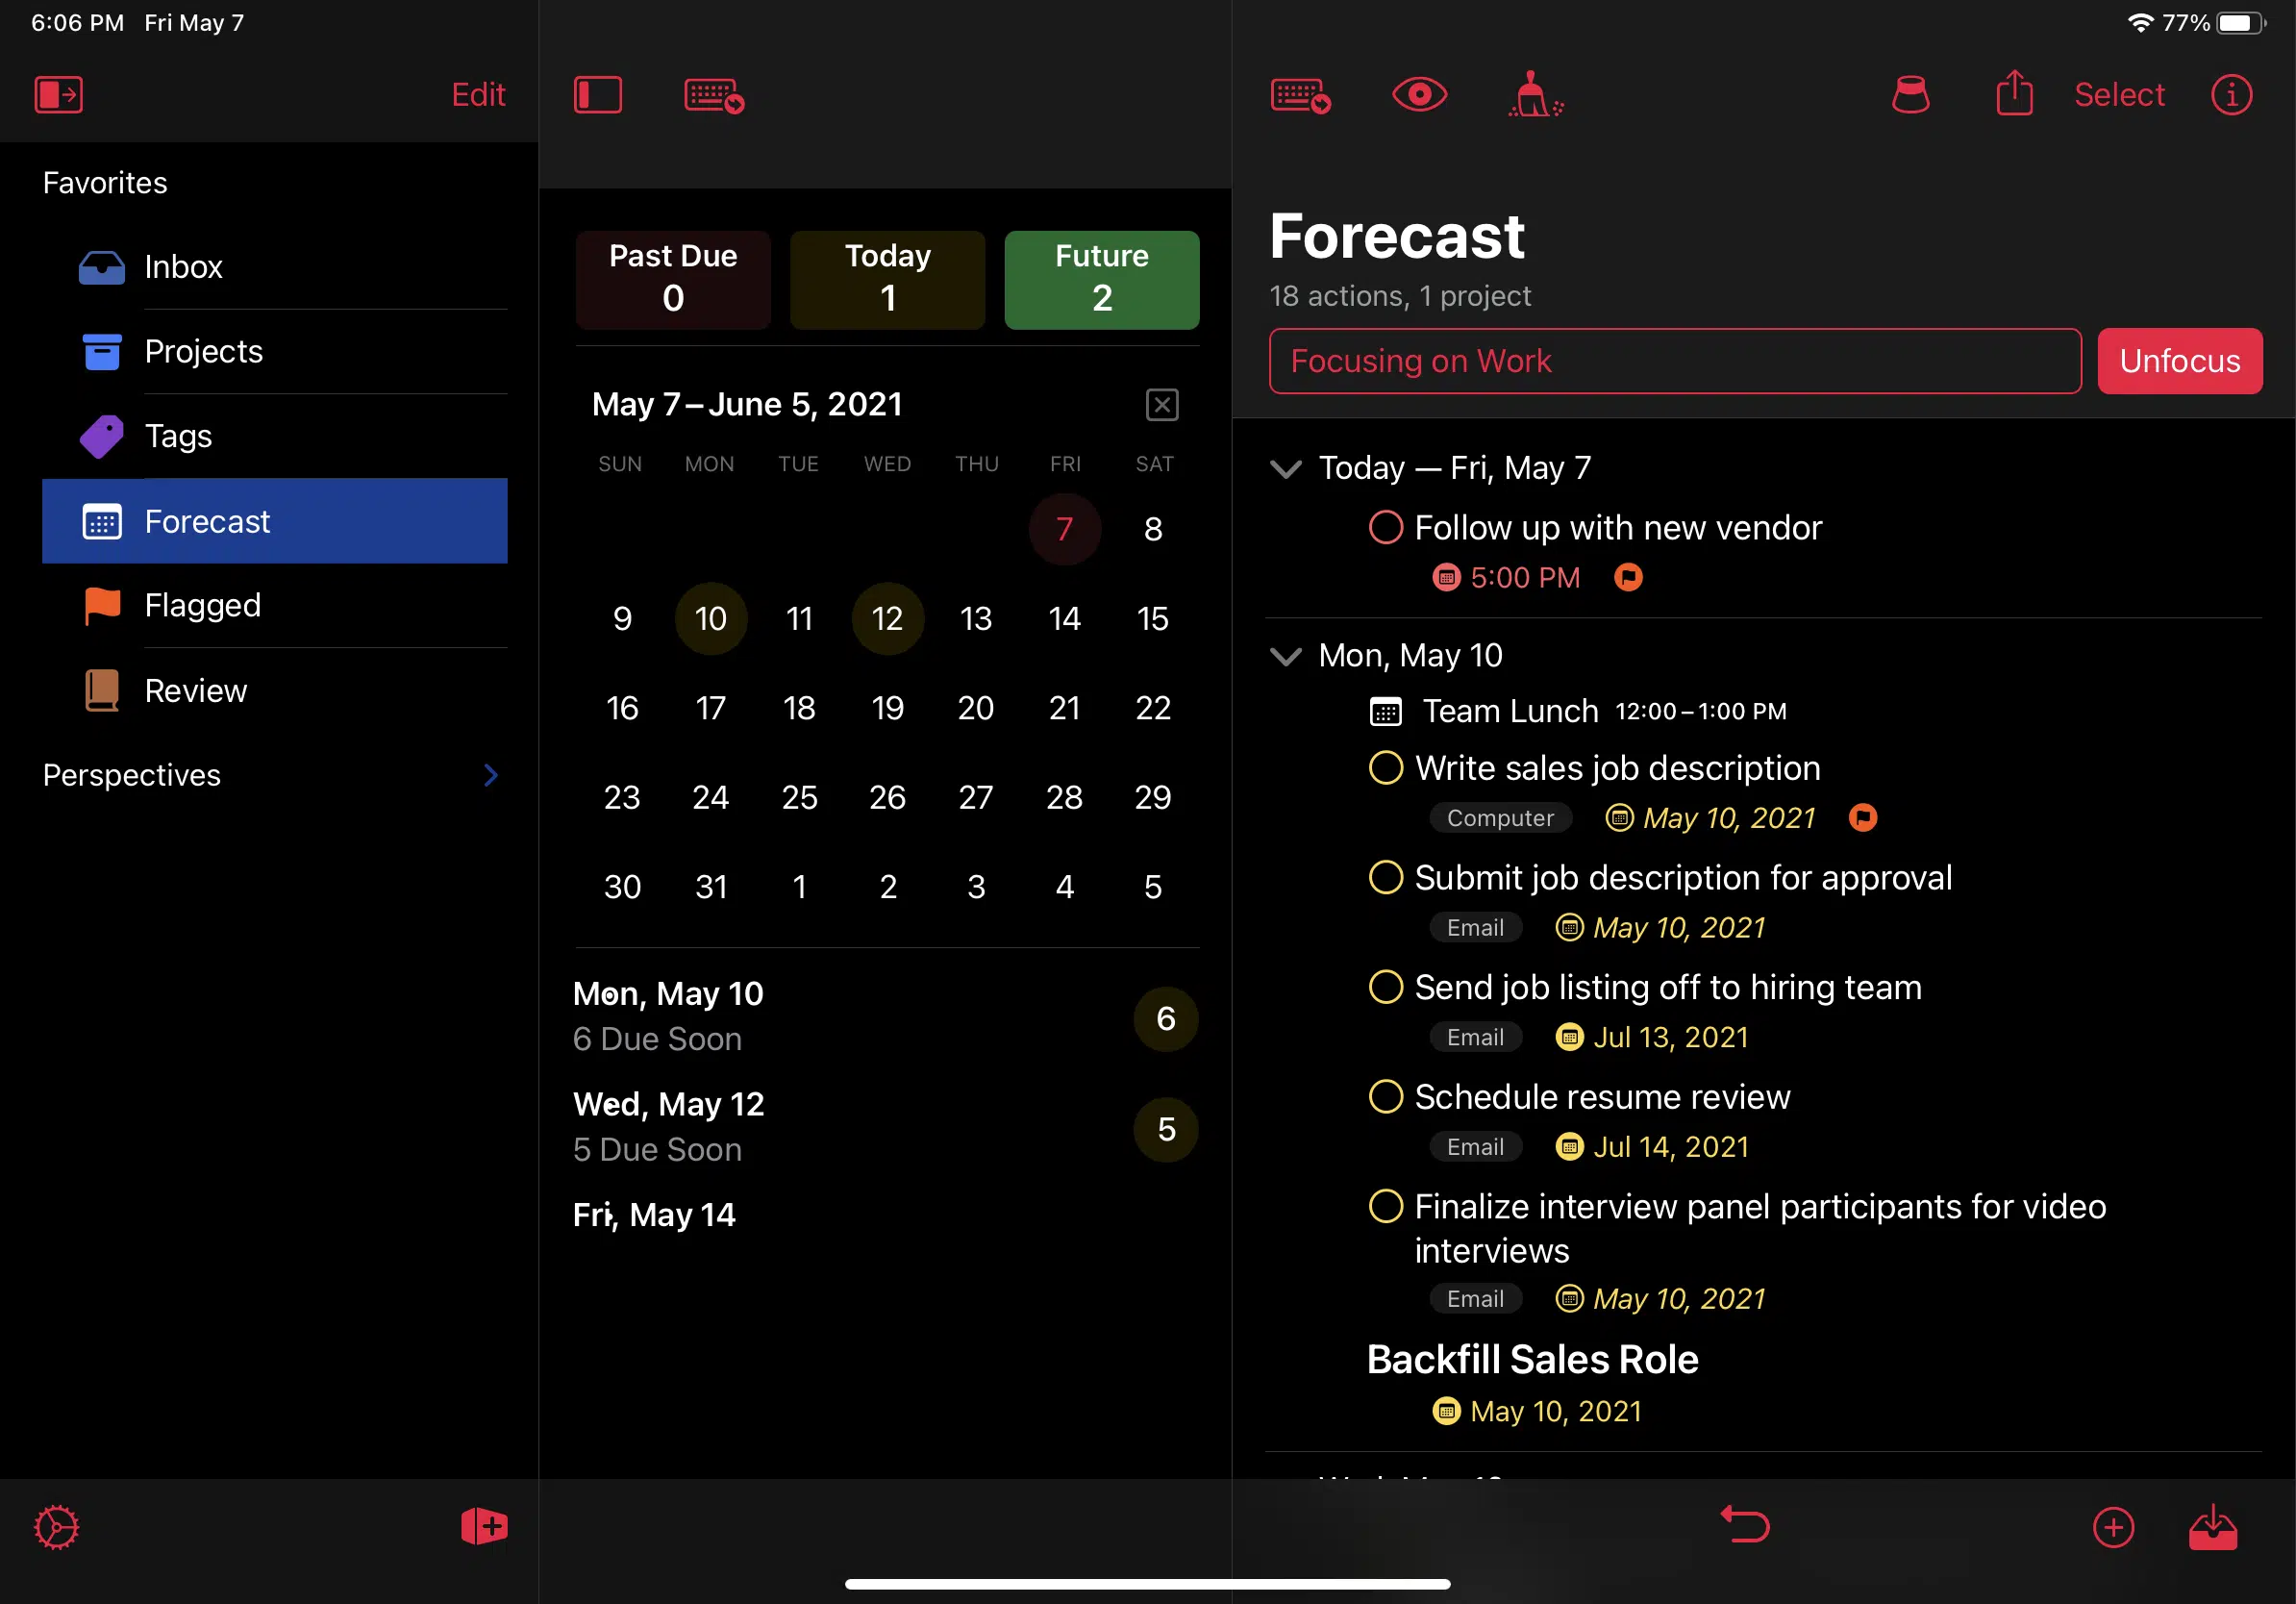 6:06 PM Fri May 7
77%
Edit
Favorites
Inbox
Projects
Tags
Forecast
Flagged
Review
Perspectives
Past Due
0
Today
1
Future
2
May 7–June 5, 2021
SUN MON TUE WED THU FRI SAT
7 8
9 10 11 12 13 14 15
16 17 18 19 20 21 22
23 24 25 26 27 28 29
30 31 1 2 3 4 5
Mon, May 10
6 Due Soon
6
Wed, May 12
5 Due Soon
5
Fri, May 14
Select
Forecast
18 actions, 1 project
Focusing on Work
Unfocus
Today — Fri, May 7
Follow up with new vendor
5:00 PM
Mon, May 10
Team Lunch 12:00–1:00 PM
Write sales job description
Computer May 10, 2021
Submit job description for approval
Email May 10, 2021
Send job listing off to hiring team
Email Jul 13, 2021
Schedule resume review
Email Jul 14, 2021
Finalize interview panel participants for video
interviews
Email May 10, 2021
Backfill Sales Role
May 10, 2021